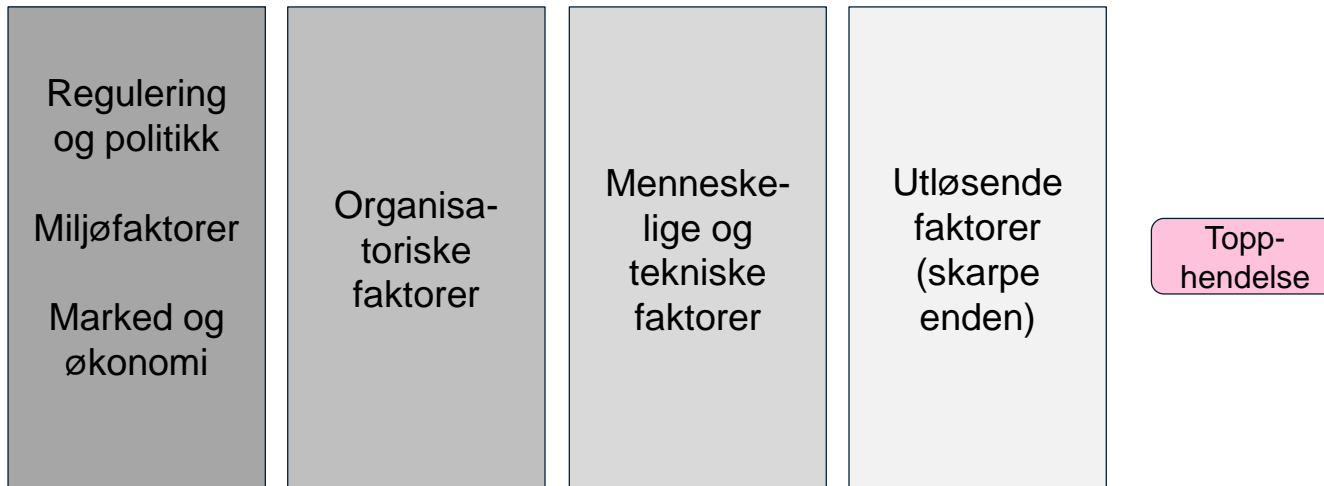 Regulering
og politikk
Miljøfaktorer
Marked og
økonomi
Organisa-
toriske
faktorer
Menneske-
lige og
tekniske
faktorer
Utløsende
faktorer
(skarpe
enden)
Topp-
hendelse